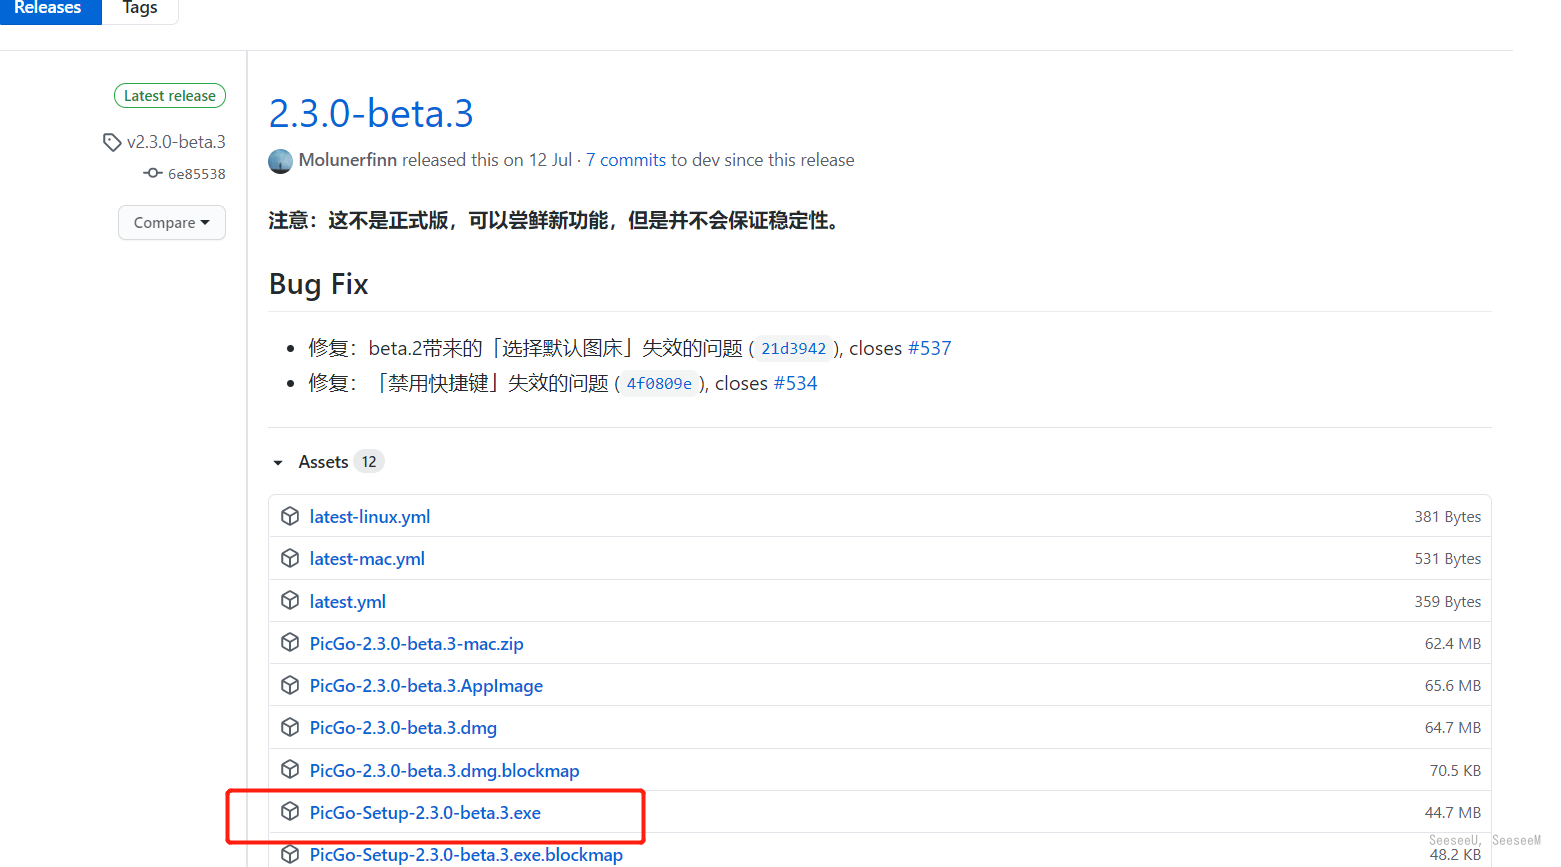 Releases
Tags
Latest release
v2.3.0-beta.3
6e85538
Compare
2.3.0-beta.3
Molunerfinn released this on 12 Jul · 7 commits to dev since this release
注意：这不是正式版，可以尝鲜新功能，但是并不会保证稳定性。
Bug Fix
修复：beta.2带来的「选择默认图床」失效的问题 ( 21d3942 ), closes #537
修复：「禁用快捷键」失效的问题 ( 4f0809e ), closes #534
Assets 12
latest-linux.yml 381 Bytes
latest-mac.yml 531 Bytes
latest.yml 359 Bytes
PicGo-2.3.0-beta.3-mac.zip 62.4 MB
PicGo-2.3.0-beta.3.AppImage 65.6 MB
PicGo-2.3.0-beta.3.dmg 64.7 MB
PicGo-2.3.0-beta.3.dmg.blockmap 70.5 KB
PicGo-Setup-2.3.0-beta.3.exe 44.7 MB
SeeseeU, SeeseeM
PicGo-Setup-2.3.0-beta.3.exe.blockmap 48.2 KB